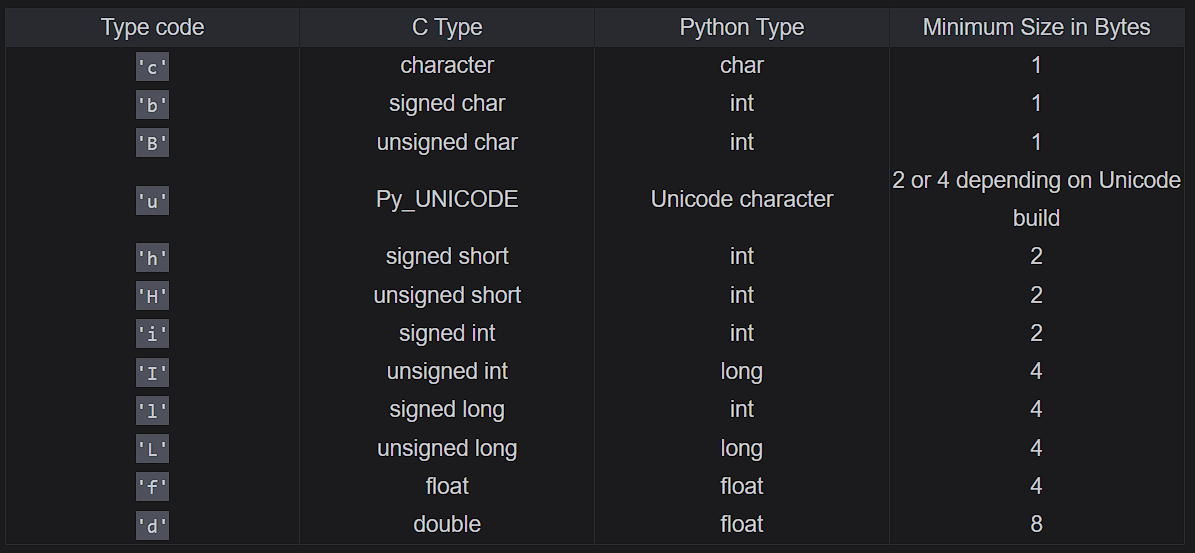 Type code C Type Python Type Minimum Size in Bytes
'c' character char 1
'b' signed char int 1
'B' unsigned char int 1
'u' Py_UNICODE Unicode character 2 or 4 depending on Unicode
build
'h' signed short int 2
'H' unsigned short int 2
'i' signed int int 2
'I' unsigned int long 4
'l' signed long int 4
'L' unsigned long long 4
'f' float float 4
'd' double float 8